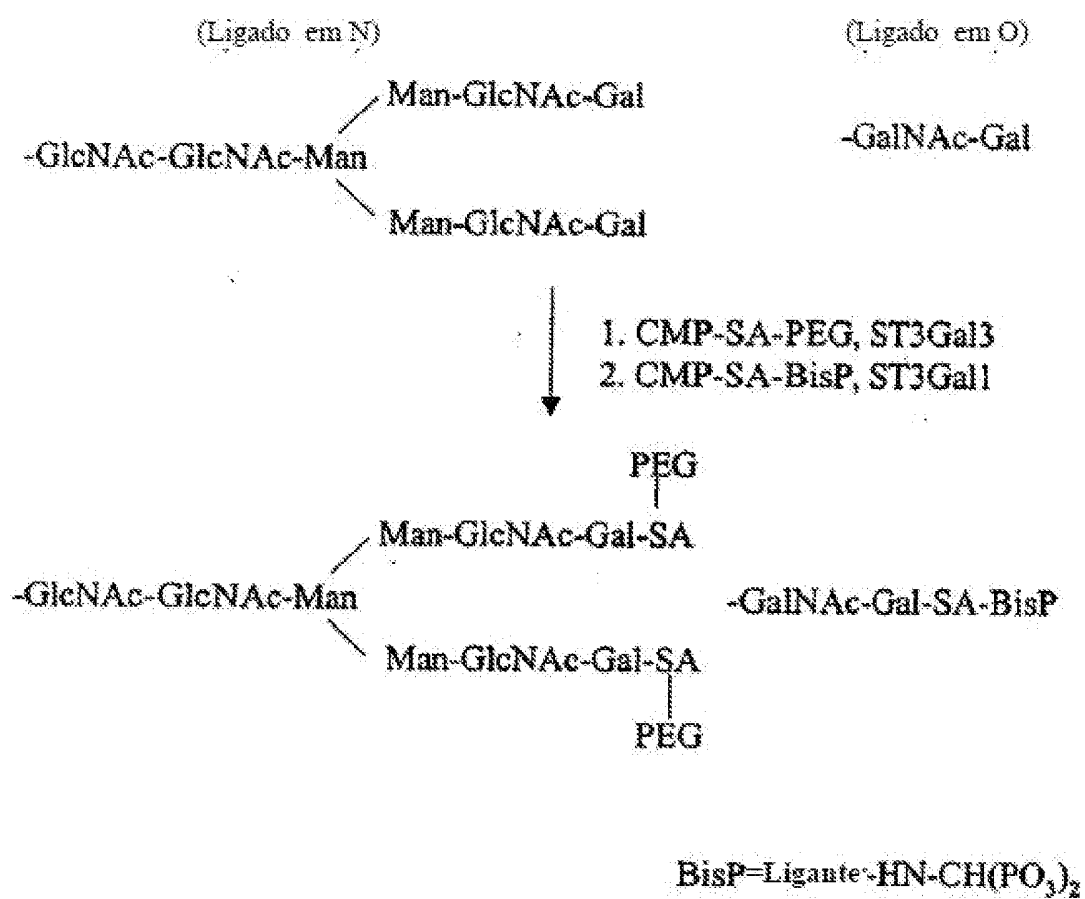 (Ligado em N)
(Ligado em O)
Man-GlcNAc-Gal
-GalNAc-Gal
-GlcNAc-GlcNAc-Man
Man-GlcNAc-Gal
1. CMP-SA-PEG, ST3Gal3
2. CMP-SA-BisP, ST3Gal1
PEG
Man-GlcNAc-Gal-SA
-GlcNAc-GlcNAc-Man
-GalNAc-Gal-SA-BisP
Man-GlcNAc-Gal-SA
PEG
BisP=Ligante-HN-CH(PO3)2